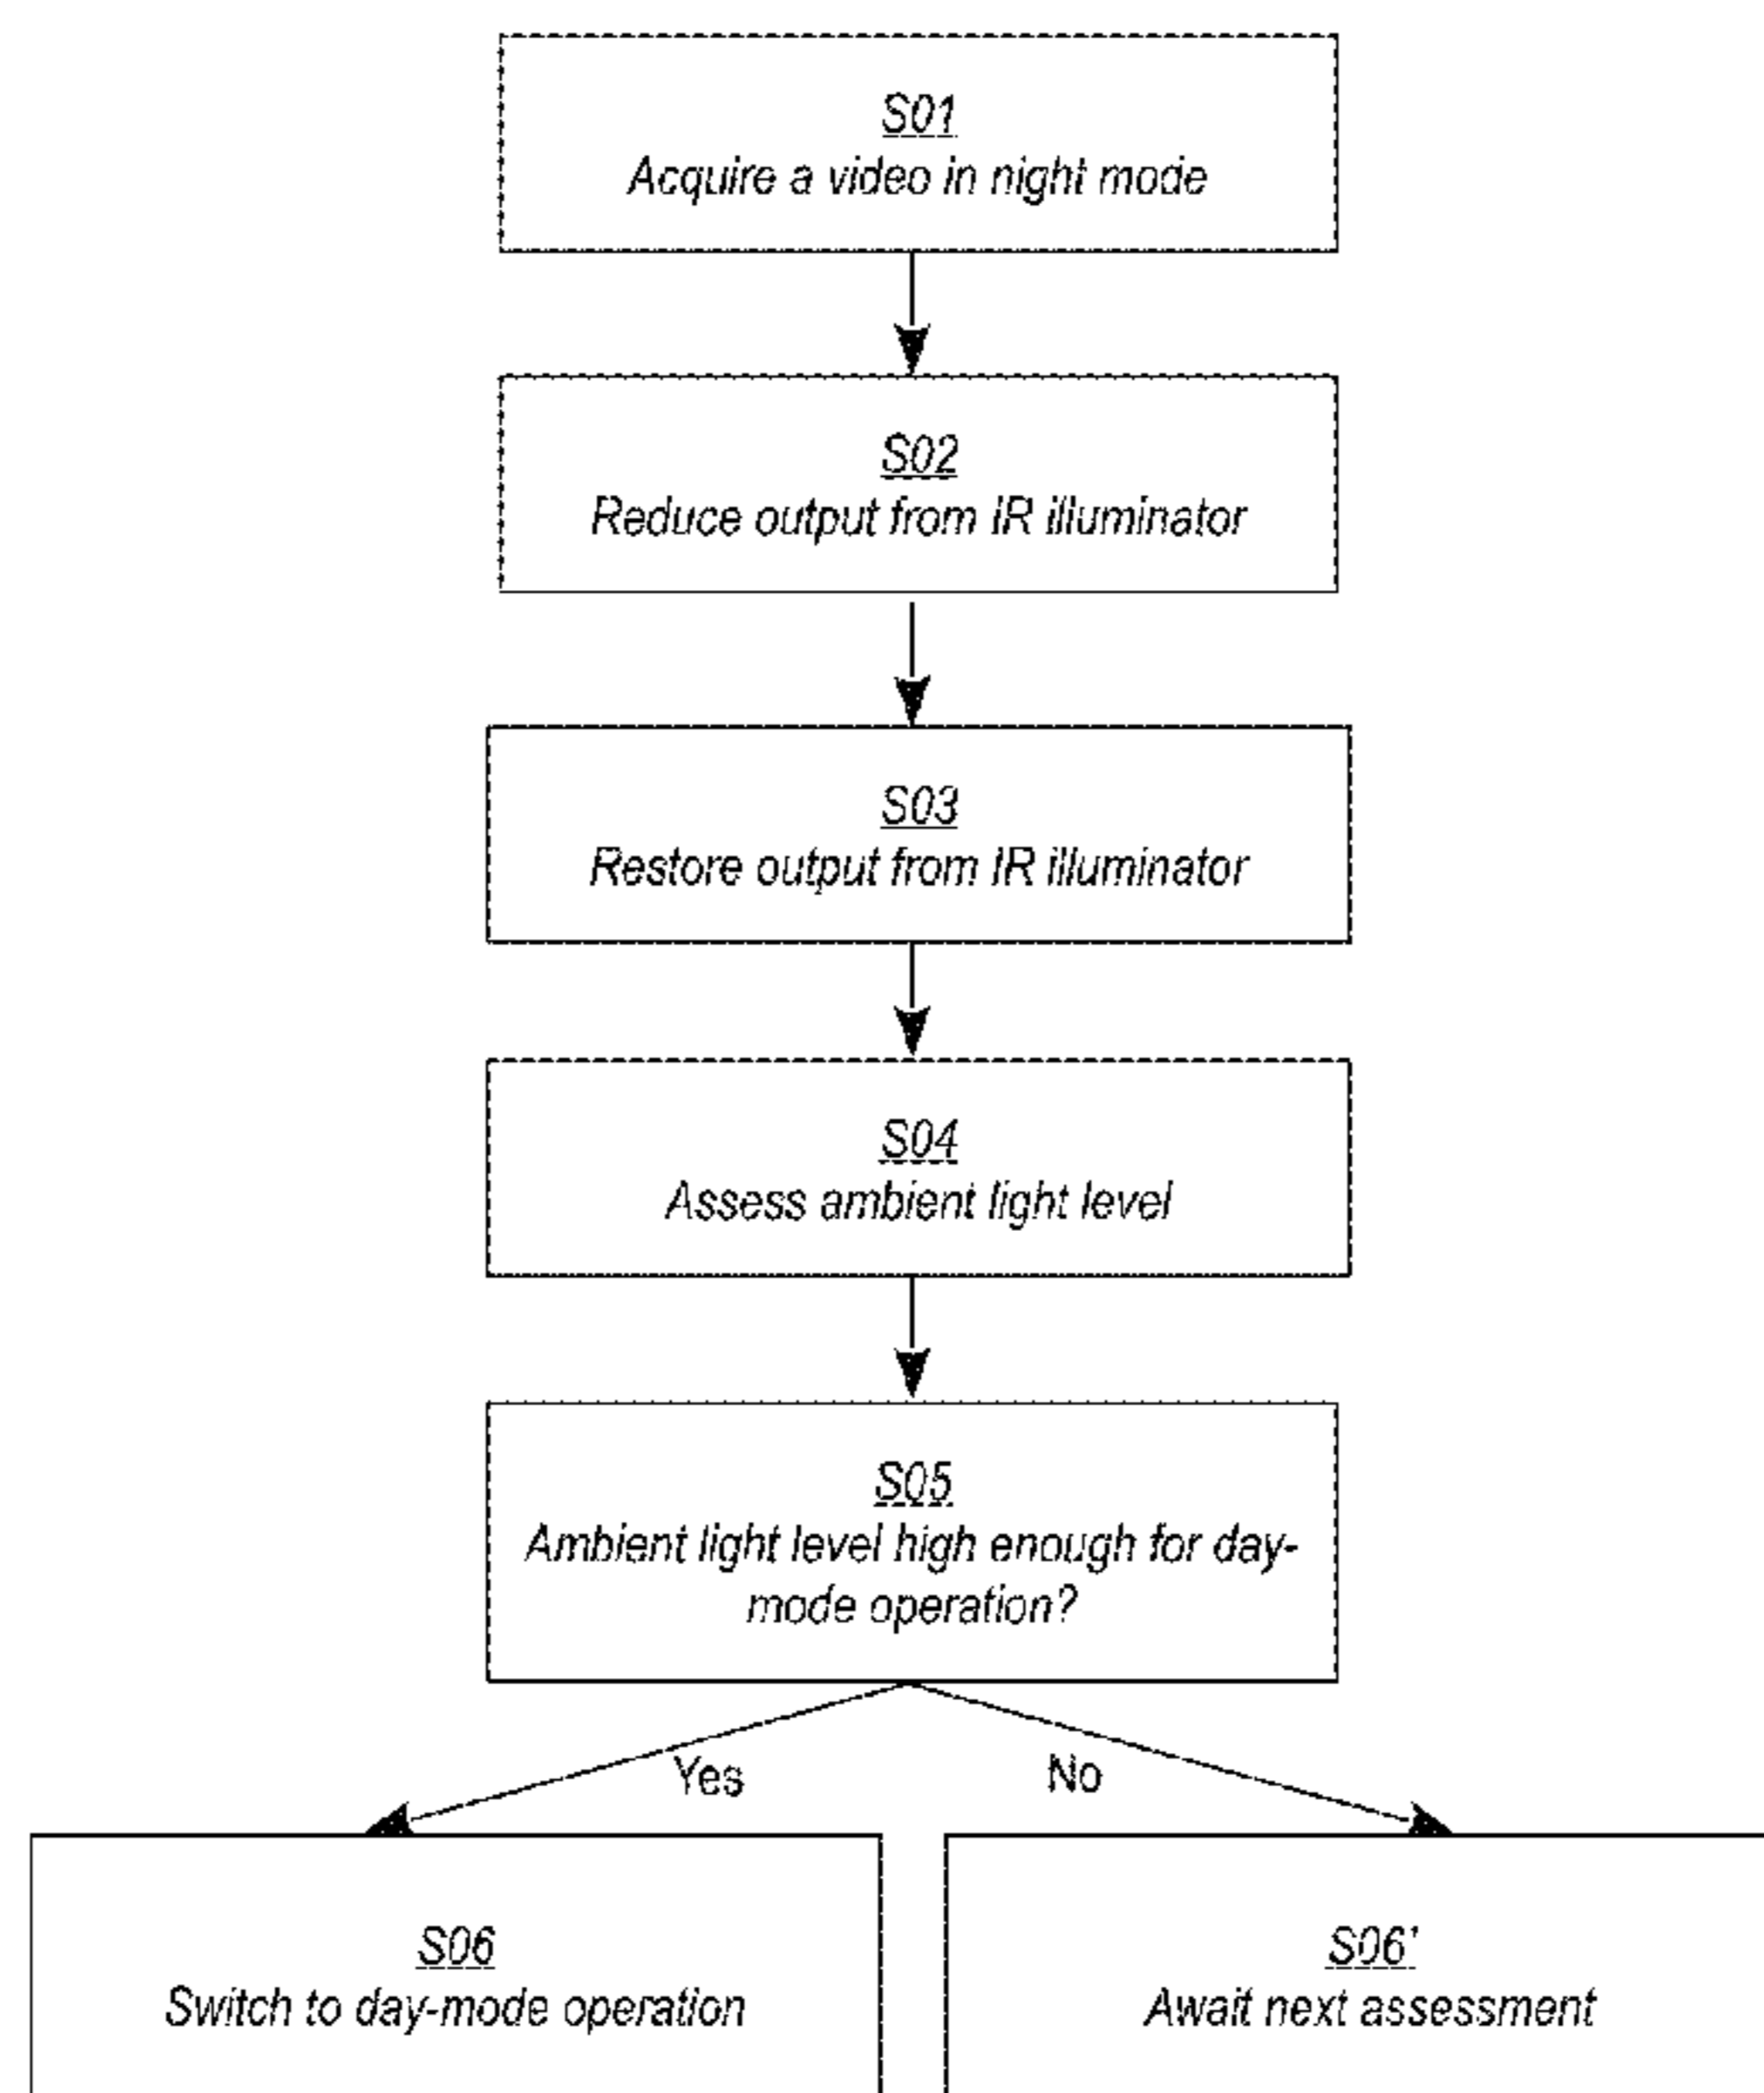 S01
Acquire a video in night mode
S02
Reduce output from IR illuminator
S03
Restore output from IR illuminator
S04
Assess ambient light level
S05
Ambient light level high enough for day-
mode operation?
Yes
No
S06
Switch to day-mode operation
S06'
Await next assessment